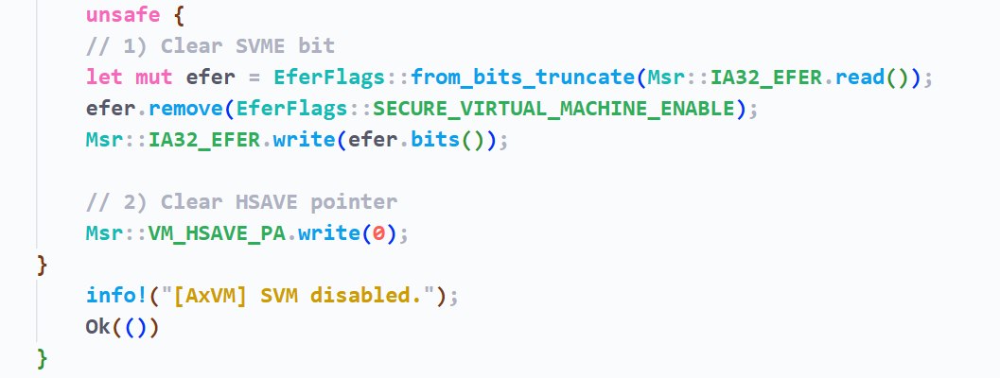 unsafe {
// 1) Clear SVME bit
let mut efer = EferFlags::from_bits_truncate(Msr::IA32_EFER.read());
efer.remove(EferFlags::SECURE_VIRTUAL_MACHINE_ENABLE);
Msr::IA32_EFER.write(efer.bits());

// 2) Clear HSAVE pointer
Msr::VM_HSAVE_PA.write(0);
}
info!("[AxVM] SVM disabled.");
Ok(())
}